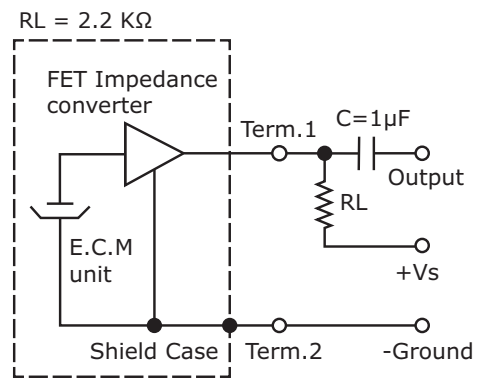 RL = 2.2 KΩ
FET Impedance
converter
Term.1
C=1µF
Output
RL
+Vs
E.C.M
unit
Shield Case
Term.2
-Ground